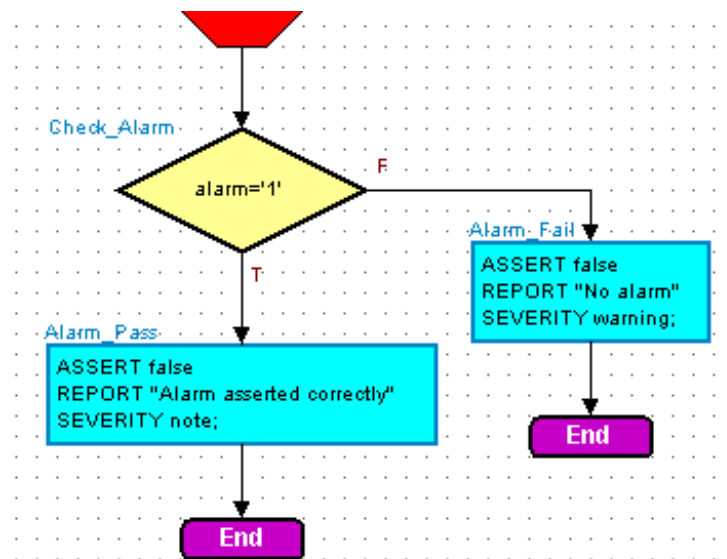 Check_Alarm
F
alarm='1'
T
Alarm_Fail
ASSERT false
REPORT "No alarm"
SEVERITY warning;
Alarm_Pass
ASSERT false
REPORT "Alarm asserted correctly"
SEVERITY note;
End
End